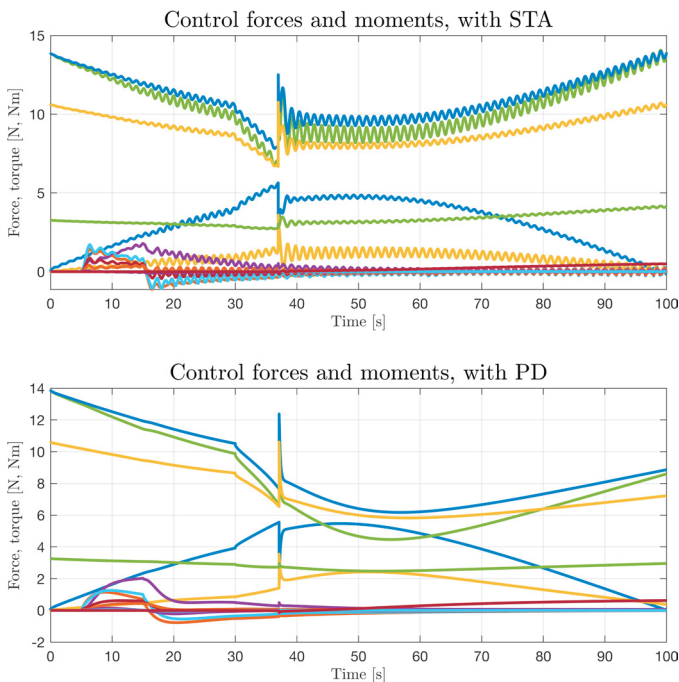 Control forces and moments, with STA
15
10
5
0
Force, torque [N, Nm]
0 10 20 30 40 50 60 70 80 90 100
Time [s]
Control forces and moments, with PD
14
12
10
8
6
4
2
0
-2
Force, torque [N, Nm]
0 10 20 30 40 50 60 70 80 90 100
Time [s]